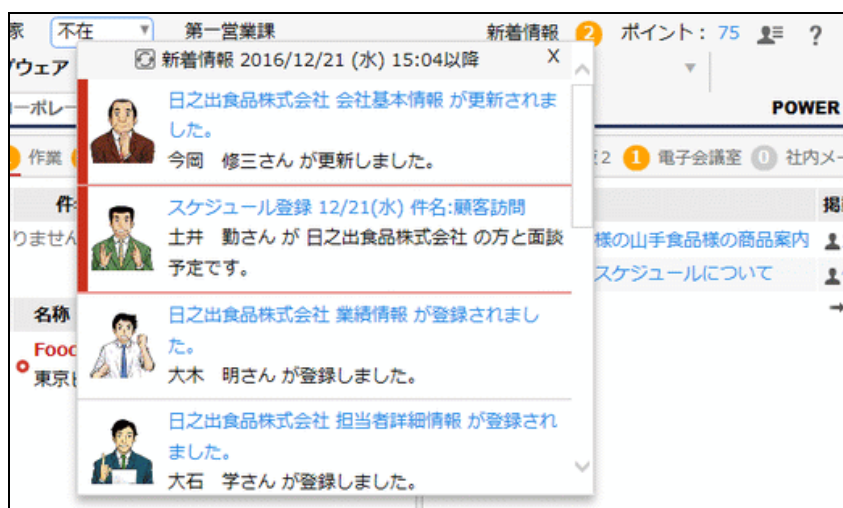 家 不在 第一営業課 新着情報 2 ポイント： 75 ?
新着情報 2016/12/21 (水) 15:04以降 X
ウェア
コーポレー
POWER
日之出食品株式会社 会社基本情報 が更新されま
した。
今岡 修三さん が更新しました。
作業
2 1 電子会議室 0 社内メー
スケジュール登録 12/21(水) 件名:顧客訪問
土井 勤さん が 日之出食品株式会社 の方と面談
予定です。
件
掲
りません
様の山手食品様の商品案内
スケジュールについて
日之出食品株式会社 業績情報 が登録されまし
た。
大木 明さん が登録しました。
名称
Food
東京
日之出食品株式会社 担当者詳細情報 が登録され
ました。
大石 学さん が登録しました。